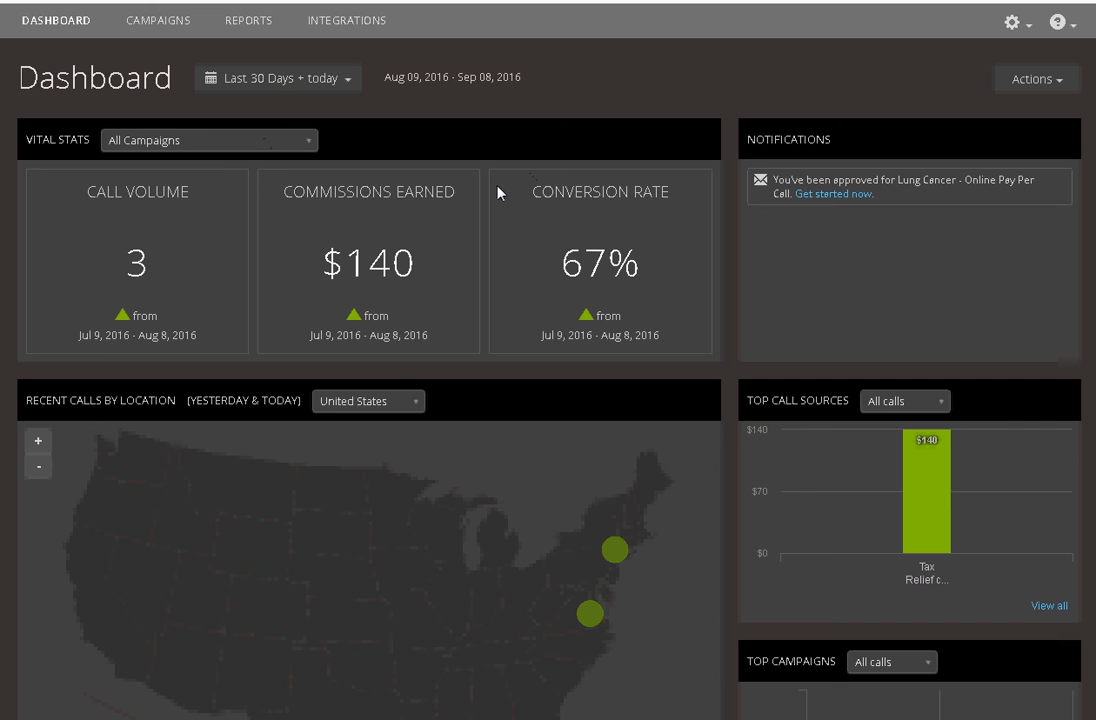 DASHBOARD CAMPAIGNS REPORTS INTEGRATIONS
Dashboard Last 30 Days + today Aug 09, 2016 - Sep 08, 2016 Actions
VITAL STATS All Campaigns
CALL VOLUME COMMISSIONS EARNED CONVERSION RATE
3 $140 67%
from from from
Jul 9, 2016 - Aug 8, 2016 Jul 9, 2016 - Aug 8, 2016 Jul 9, 2016 - Aug 8, 2016
NOTIFICATIONS
You've been approved for Lung Cancer - Online Pay Per
Call. Get started now.
RECENT CALLS BY LOCATION (YESTERDAY & TODAY) United States
+
-
TOP CALL SOURCES All calls
$140
$140
$70
$0
Tax
Relief c...
View all
TOP CAMPAIGNS All calls